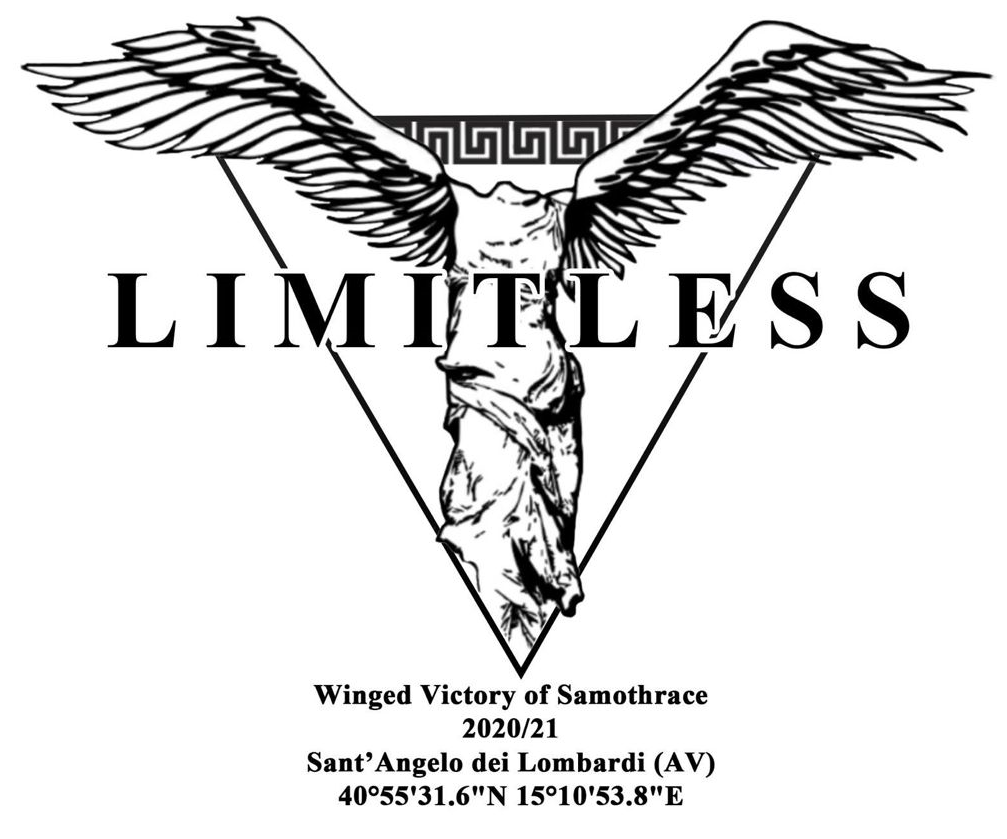 LIMITLESS
Winged Victory of Samothrace
2020/21
Sant’Angelo dei Lombardi (AV)
40°55'31.6"N 15°10'53.8"E